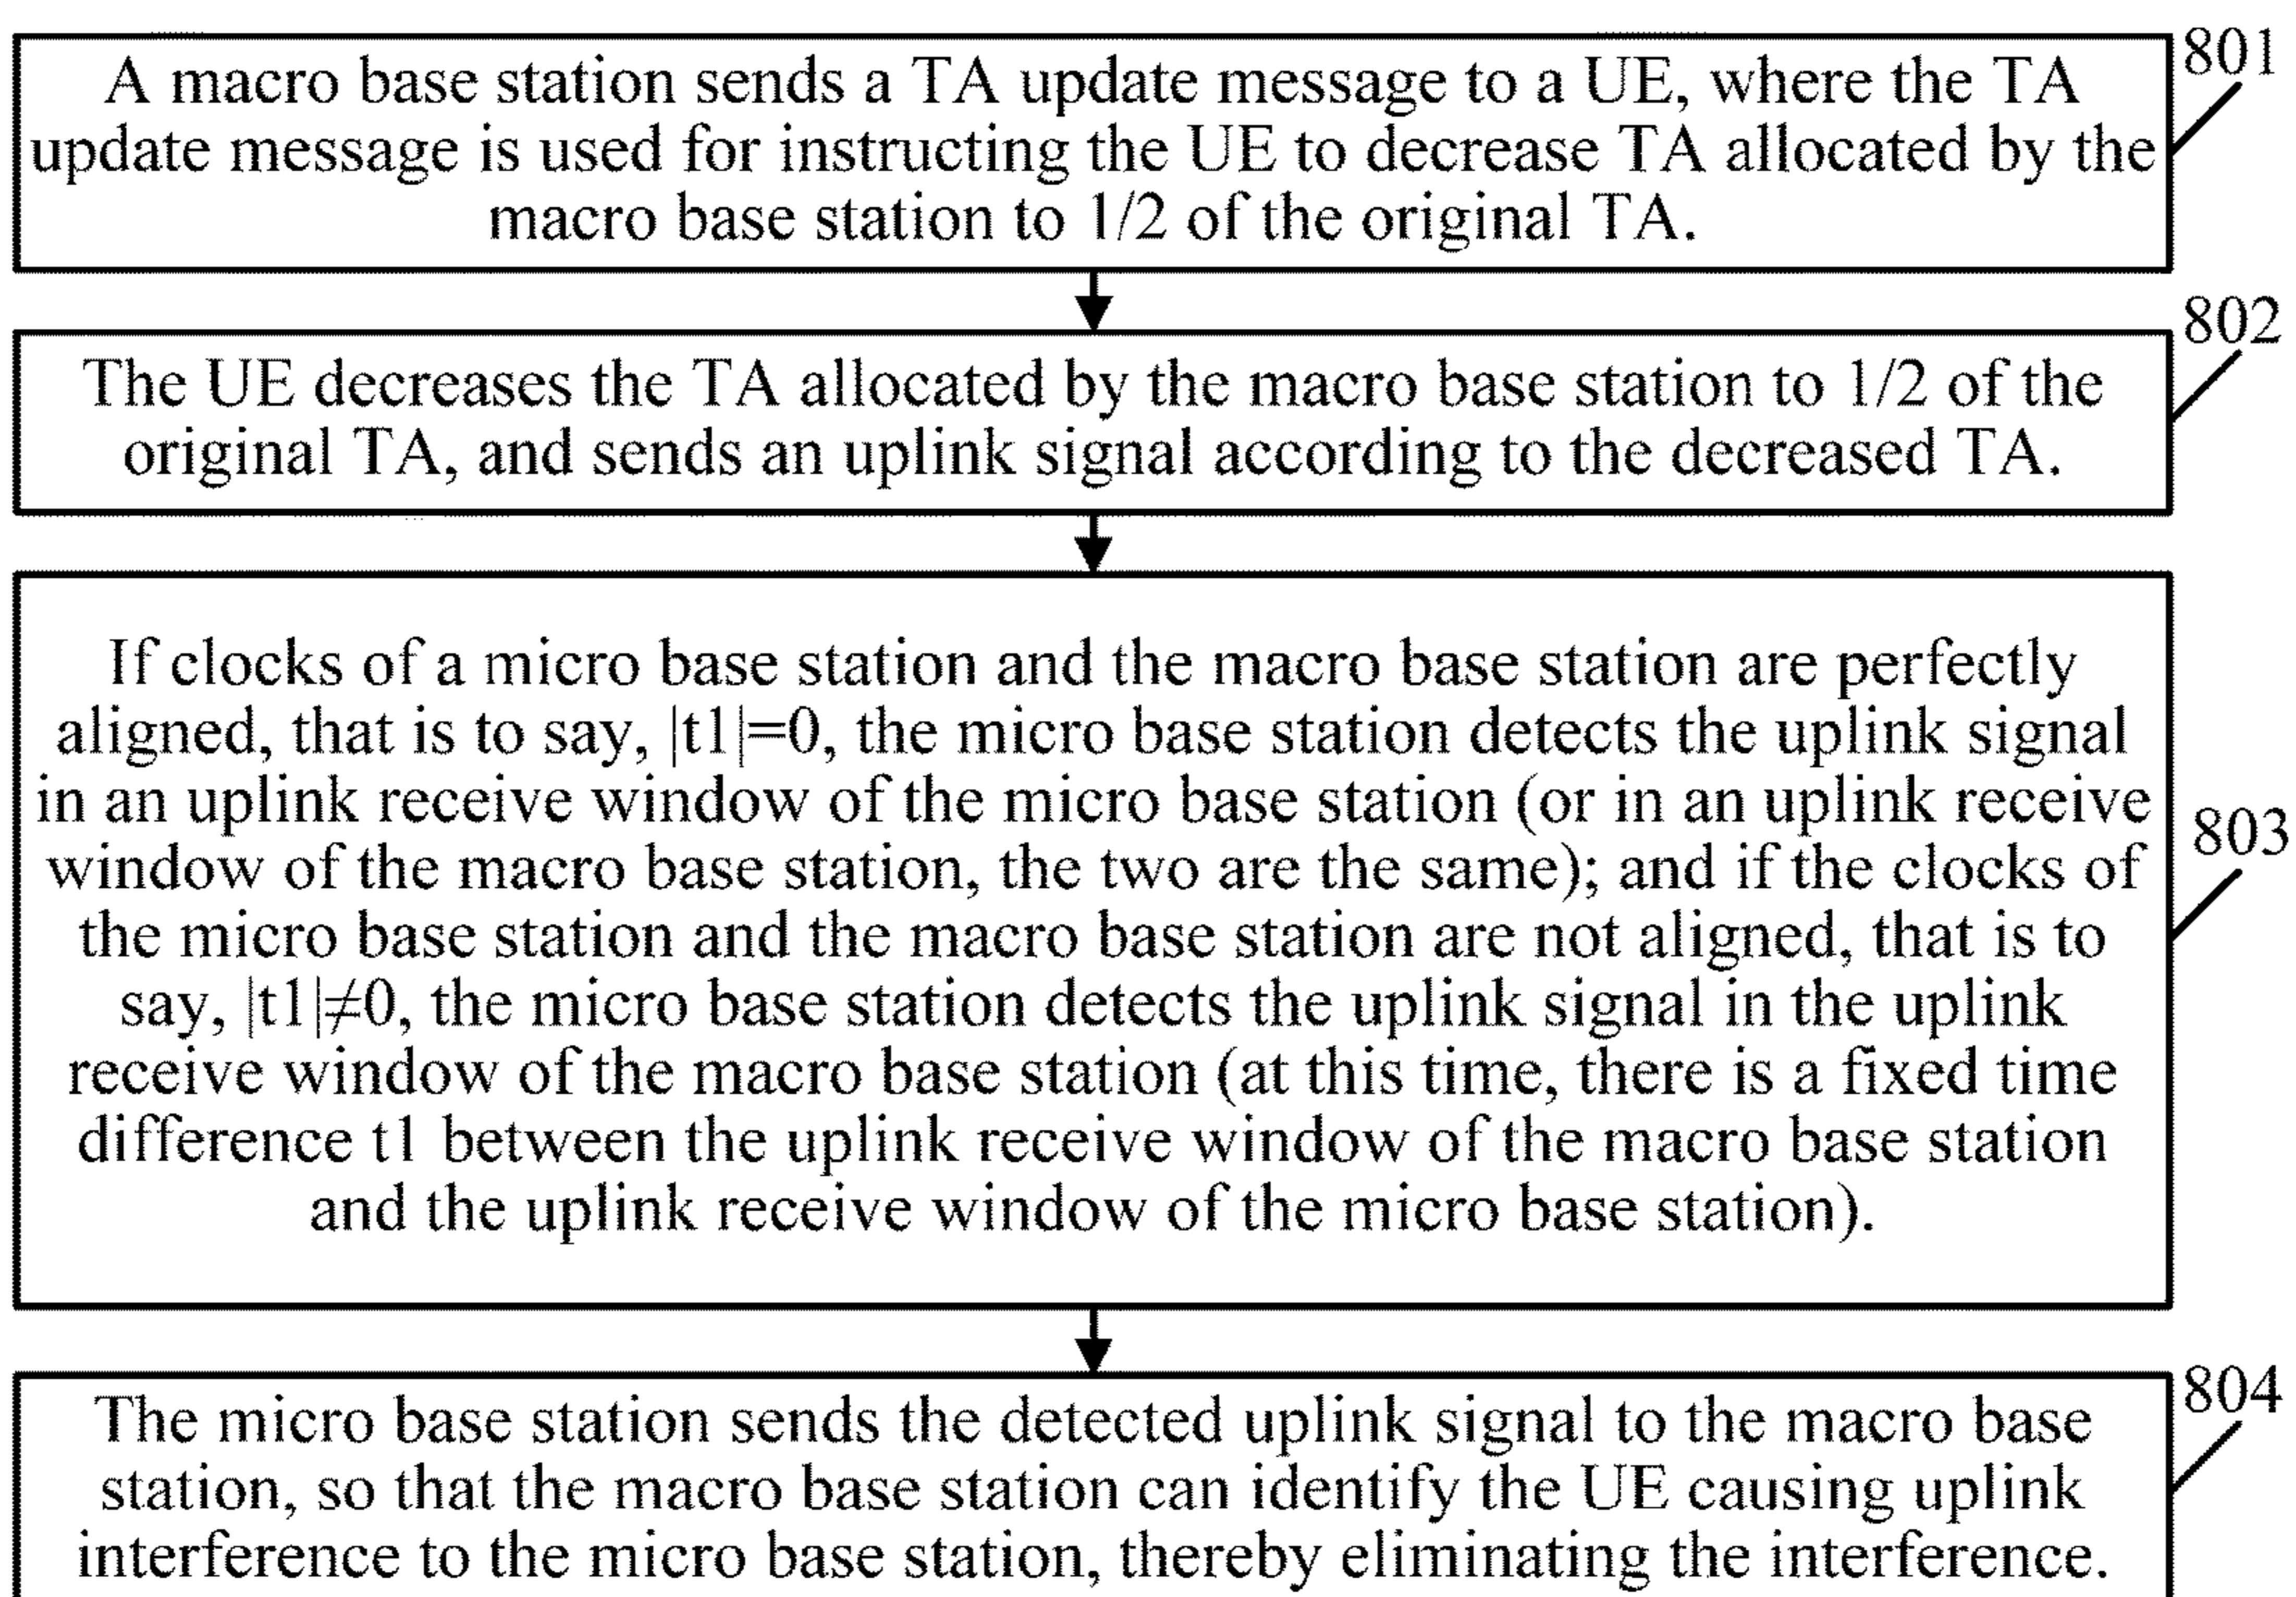 801
A macro base station sends a TA update message to a UE, where the TA
update message is used for instructing the UE to decrease TA allocated by the
macro base station to 1/2 of the original TA.
802
The UE decreases the TA allocated by the macro base station to 1/2 of the
original TA, and sends an uplink signal according to the decreased TA.
If clocks of a micro base station and the macro base station are perfectly
aligned, that is to say, |t1|=0, the micro base station detects the uplink signal
in an uplink receive window of the micro base station (or in an uplink receive
window of the macro base station, the two are the same); and if the clocks of
the micro base station and the macro base station are not aligned, that is to
say, |t1|≠0, the micro base station detects the uplink signal in the uplink
receive window of the macro base station (at this time, there is a fixed time
difference t1 between the uplink receive window of the macro base station
and the uplink receive window of the micro base station).
803
804
The micro base station sends the detected uplink signal to the macro base
station, so that the macro base station can identify the UE causing uplink
interference to the micro base station, thereby eliminating the interference.